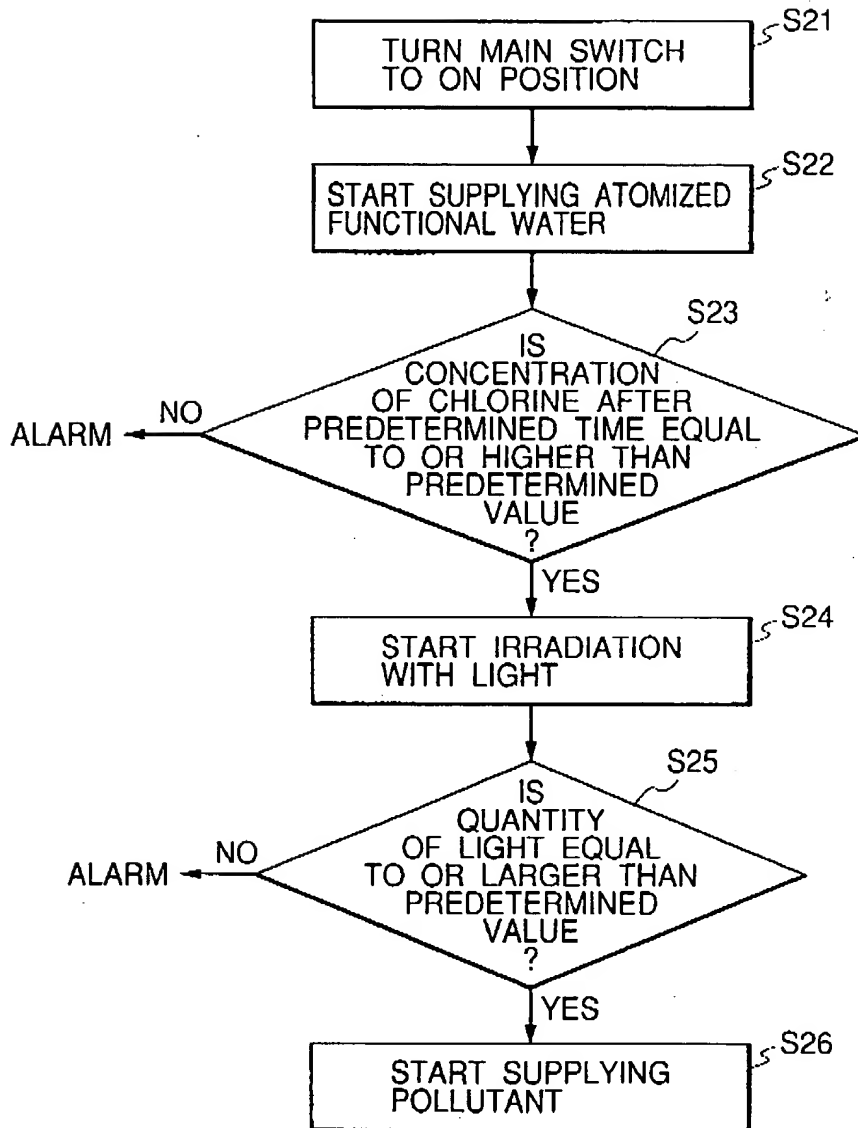 S21
TURN MAIN SWITCH
TO ON POSITION
S22
START SUPPLYING ATOMIZED
FUNCTIONAL WATER
S23
IS
CONCENTRATION
OF CHLORINE AFTER
PREDETERMINED TIME EQUAL
TO OR HIGHER THAN
PREDETERMINED
VALUE
?
NO
ALARM
YES
S24
START IRRADIATION
WITH LIGHT
S25
IS
QUANTITY
OF LIGHT EQUAL
TO OR LARGER THAN
PREDETERMINED
VALUE
?
NO
ALARM
YES
S26
START SUPPLYING
POLLUTANT